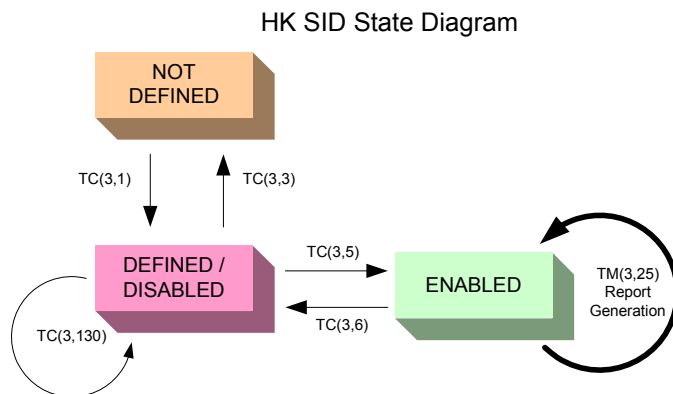 HK SID State Diagram
NOT
DEFINED
TC(3,1)
TC(3,3)
DEFINED /
DISABLED
TC(3,5)
TC(3,6)
ENABLED
TM(3,25)
Report
Generation
TC(3,130)